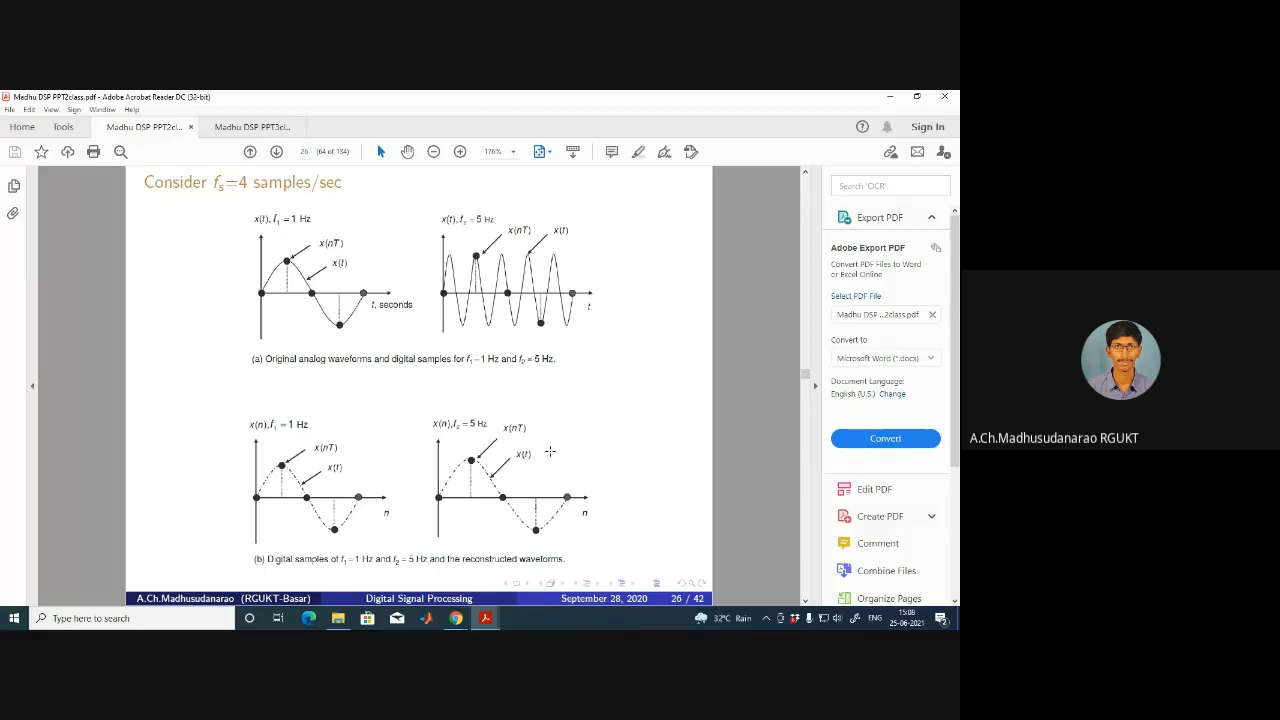 Madhu DSP PPT2class.pdf - Adobe Acrobat Reader DC (32-bit)
File Edit View Sign Window Help
Home Tools Madhu DSP PPT2cl... × Madhu DSP PPT3cl... Sign In
26 (64 of 134) 176%
Consider fs=4 samples/sec
x(t), f1 = 1 Hz
x(nT)
x(t)
t, seconds
x(t), f2 = 5 Hz
x(nT) x(t)
t
(a) Original analog waveforms and digital samples for f1 = 1 Hz and f2 = 5 Hz.
x(n), f1 = 1 Hz
x(nT)
x(t)
n
x(n), f2 = 5 Hz
x(nT)
x(t)
n
(b) Digital samples of f1 = 1 Hz and f2 = 5 Hz and the reconstructed waveforms.
A.Ch.Madhusudanarao (RGUKT-Basar) Digital Signal Processing September 28, 2020 26 / 42
Search "OCR"
Export PDF
Adobe Export PDF
Convert PDF Files to Word
or Excel Online
Select PDF File
Madhu DSP ...2class.pdf ×
Convert to
Microsoft Word (*.docx)
Document Language:
English (U.S.) Change
Convert
Edit PDF
Create PDF
Comment
Combine Files
Organize Pages
Type here to search
32°C Rain ENG 15:08
25-06-2021
2
A.Ch.Madhusudanarao RGUKT